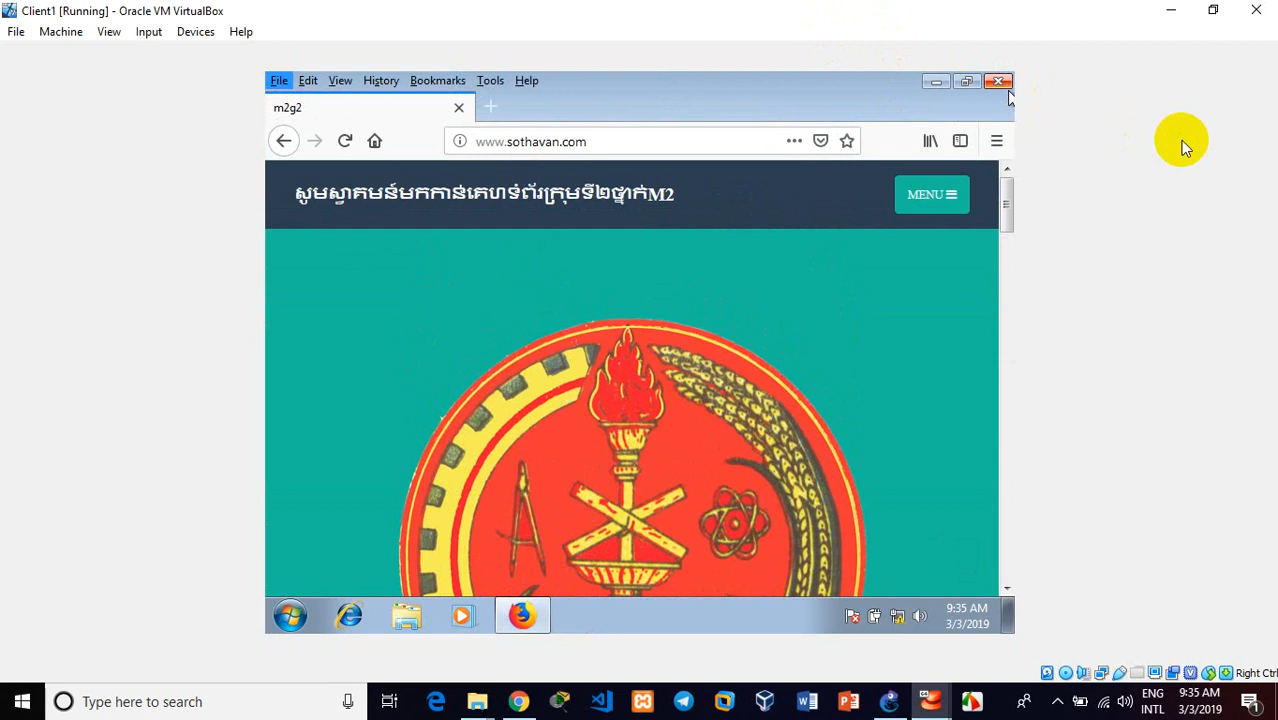 Client1 [Running] - Oracle VM VirtualBox
File Machine View Input Devices Help
File Edit View History Bookmarks Tools Help
m2g2
www.sothavan.com
សូមស្វាគមន៍មកកាន់គេហទំព័រក្រុមទី២ថ្នាក់M2
MENU
9:35 AM
3/3/2019
Right Ctrl
Type here to search
ENG
INTL
9:35 AM
3/3/2019
1